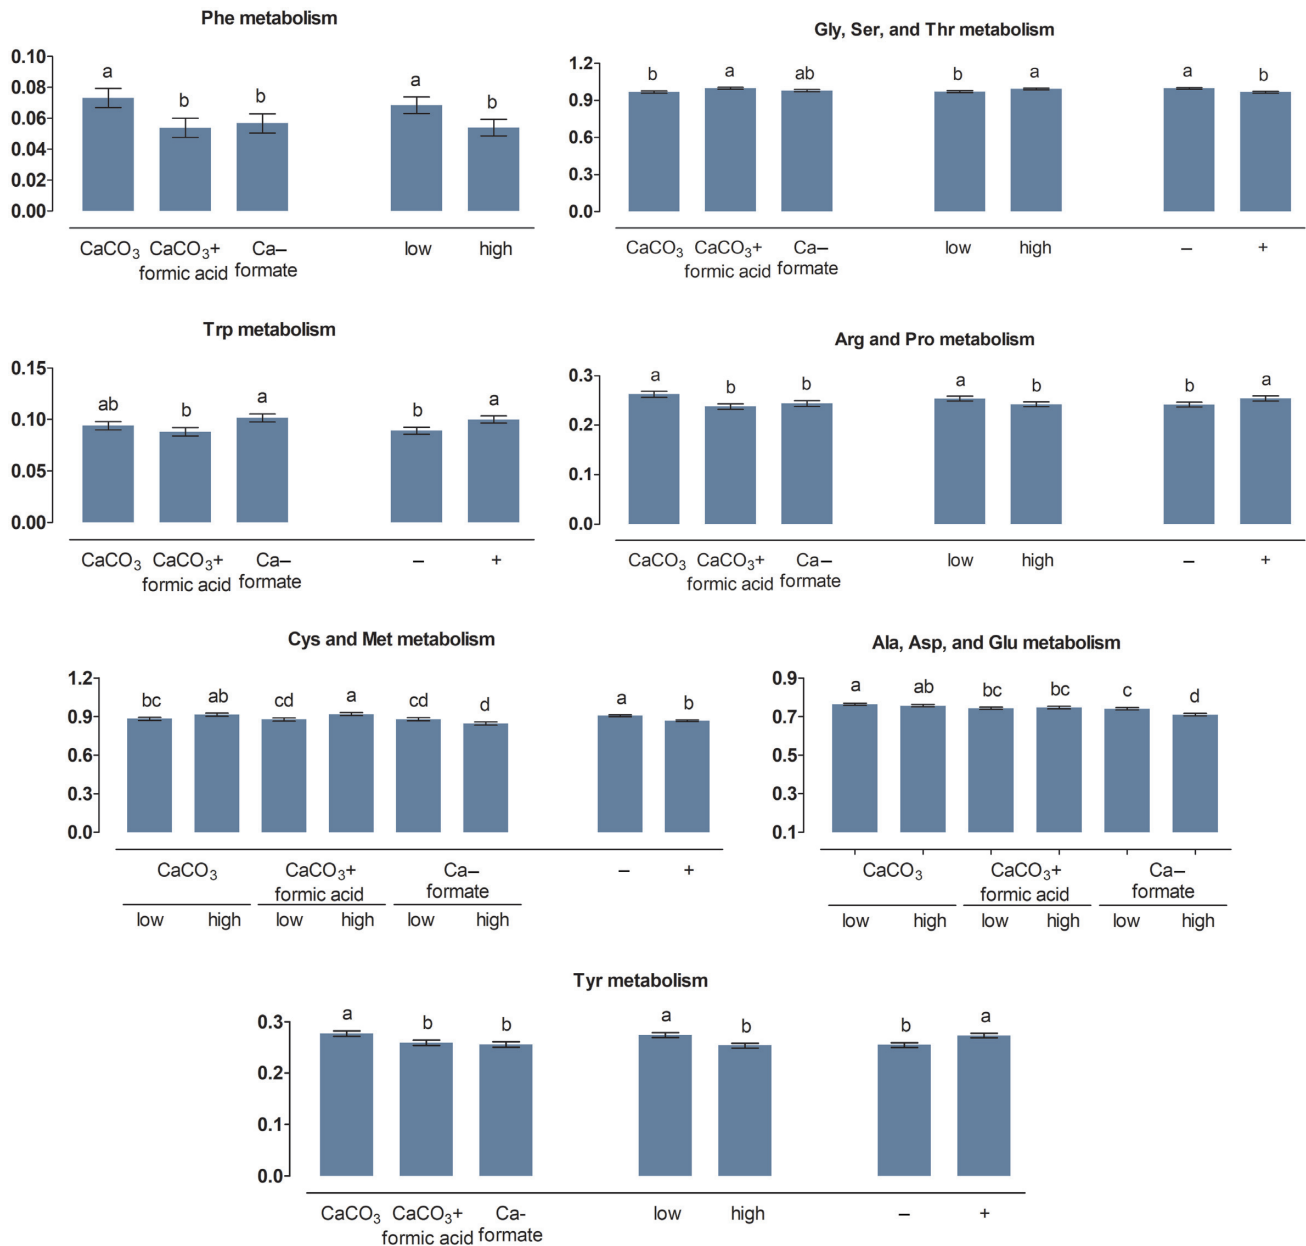 Phe metabolism
0.10
0.08
0.06
0.04
0.02
0.00
a
b
b
a
b
CaCO3
CaCO3+
formic acid
Ca–
formate
low
high
Gly, Ser, and Thr metabolism
1.2
0.9
0.6
0.3
0.0
b
a
ab
b
a
a
b
CaCO3
CaCO3+
formic acid
Ca–
formate
low
high
–
+
Trp metabolism
0.15
0.10
0.05
0.00
ab
b
a
b
a
CaCO3
CaCO3+
formic acid
Ca–
formate
–
+
Arg and Pro metabolism
0.3
0.2
0.1
0.0
a
b
b
a
b
b
a
CaCO3
CaCO3+
formic acid
Ca–
formate
low
high
–
+
Cys and Met metabolism
1.2
0.9
0.6
0.3
0.0
bc
ab
cd
a
cd
d
a
b
CaCO3
CaCO3+
formic acid
Ca–
formate
–
+
low
high
low
high
low
high
Ala, Asp, and Glu metabolism
0.9
0.7
0.5
0.3
0.1
a
ab
bc
bc
c
d
CaCO3
CaCO3+
formic acid
Ca–
formate
low
high
low
high
low
high
Tyr metabolism
0.3
0.2
0.1
0.0
a
b
b
a
b
b
a
CaCO3
CaCO3+
formic acid
Ca-
formate
low
high
–
+